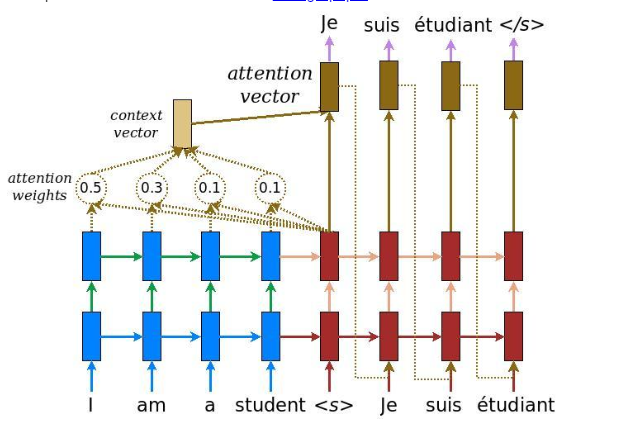 Je suis étudiant </s>
attention
vector
context
vector
attention
weights
0.5 0.3 0.1 0.1
I am a student <s> Je suis étudiant